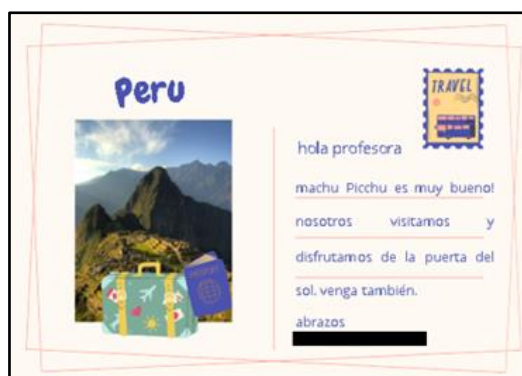 Peru
TRAVEL
hola profesora
machu Picchu es muy bueno!
nosotros visitamos y
disfrutamos de la puerta del
sol. venga también.
abrazos
PASSPORT